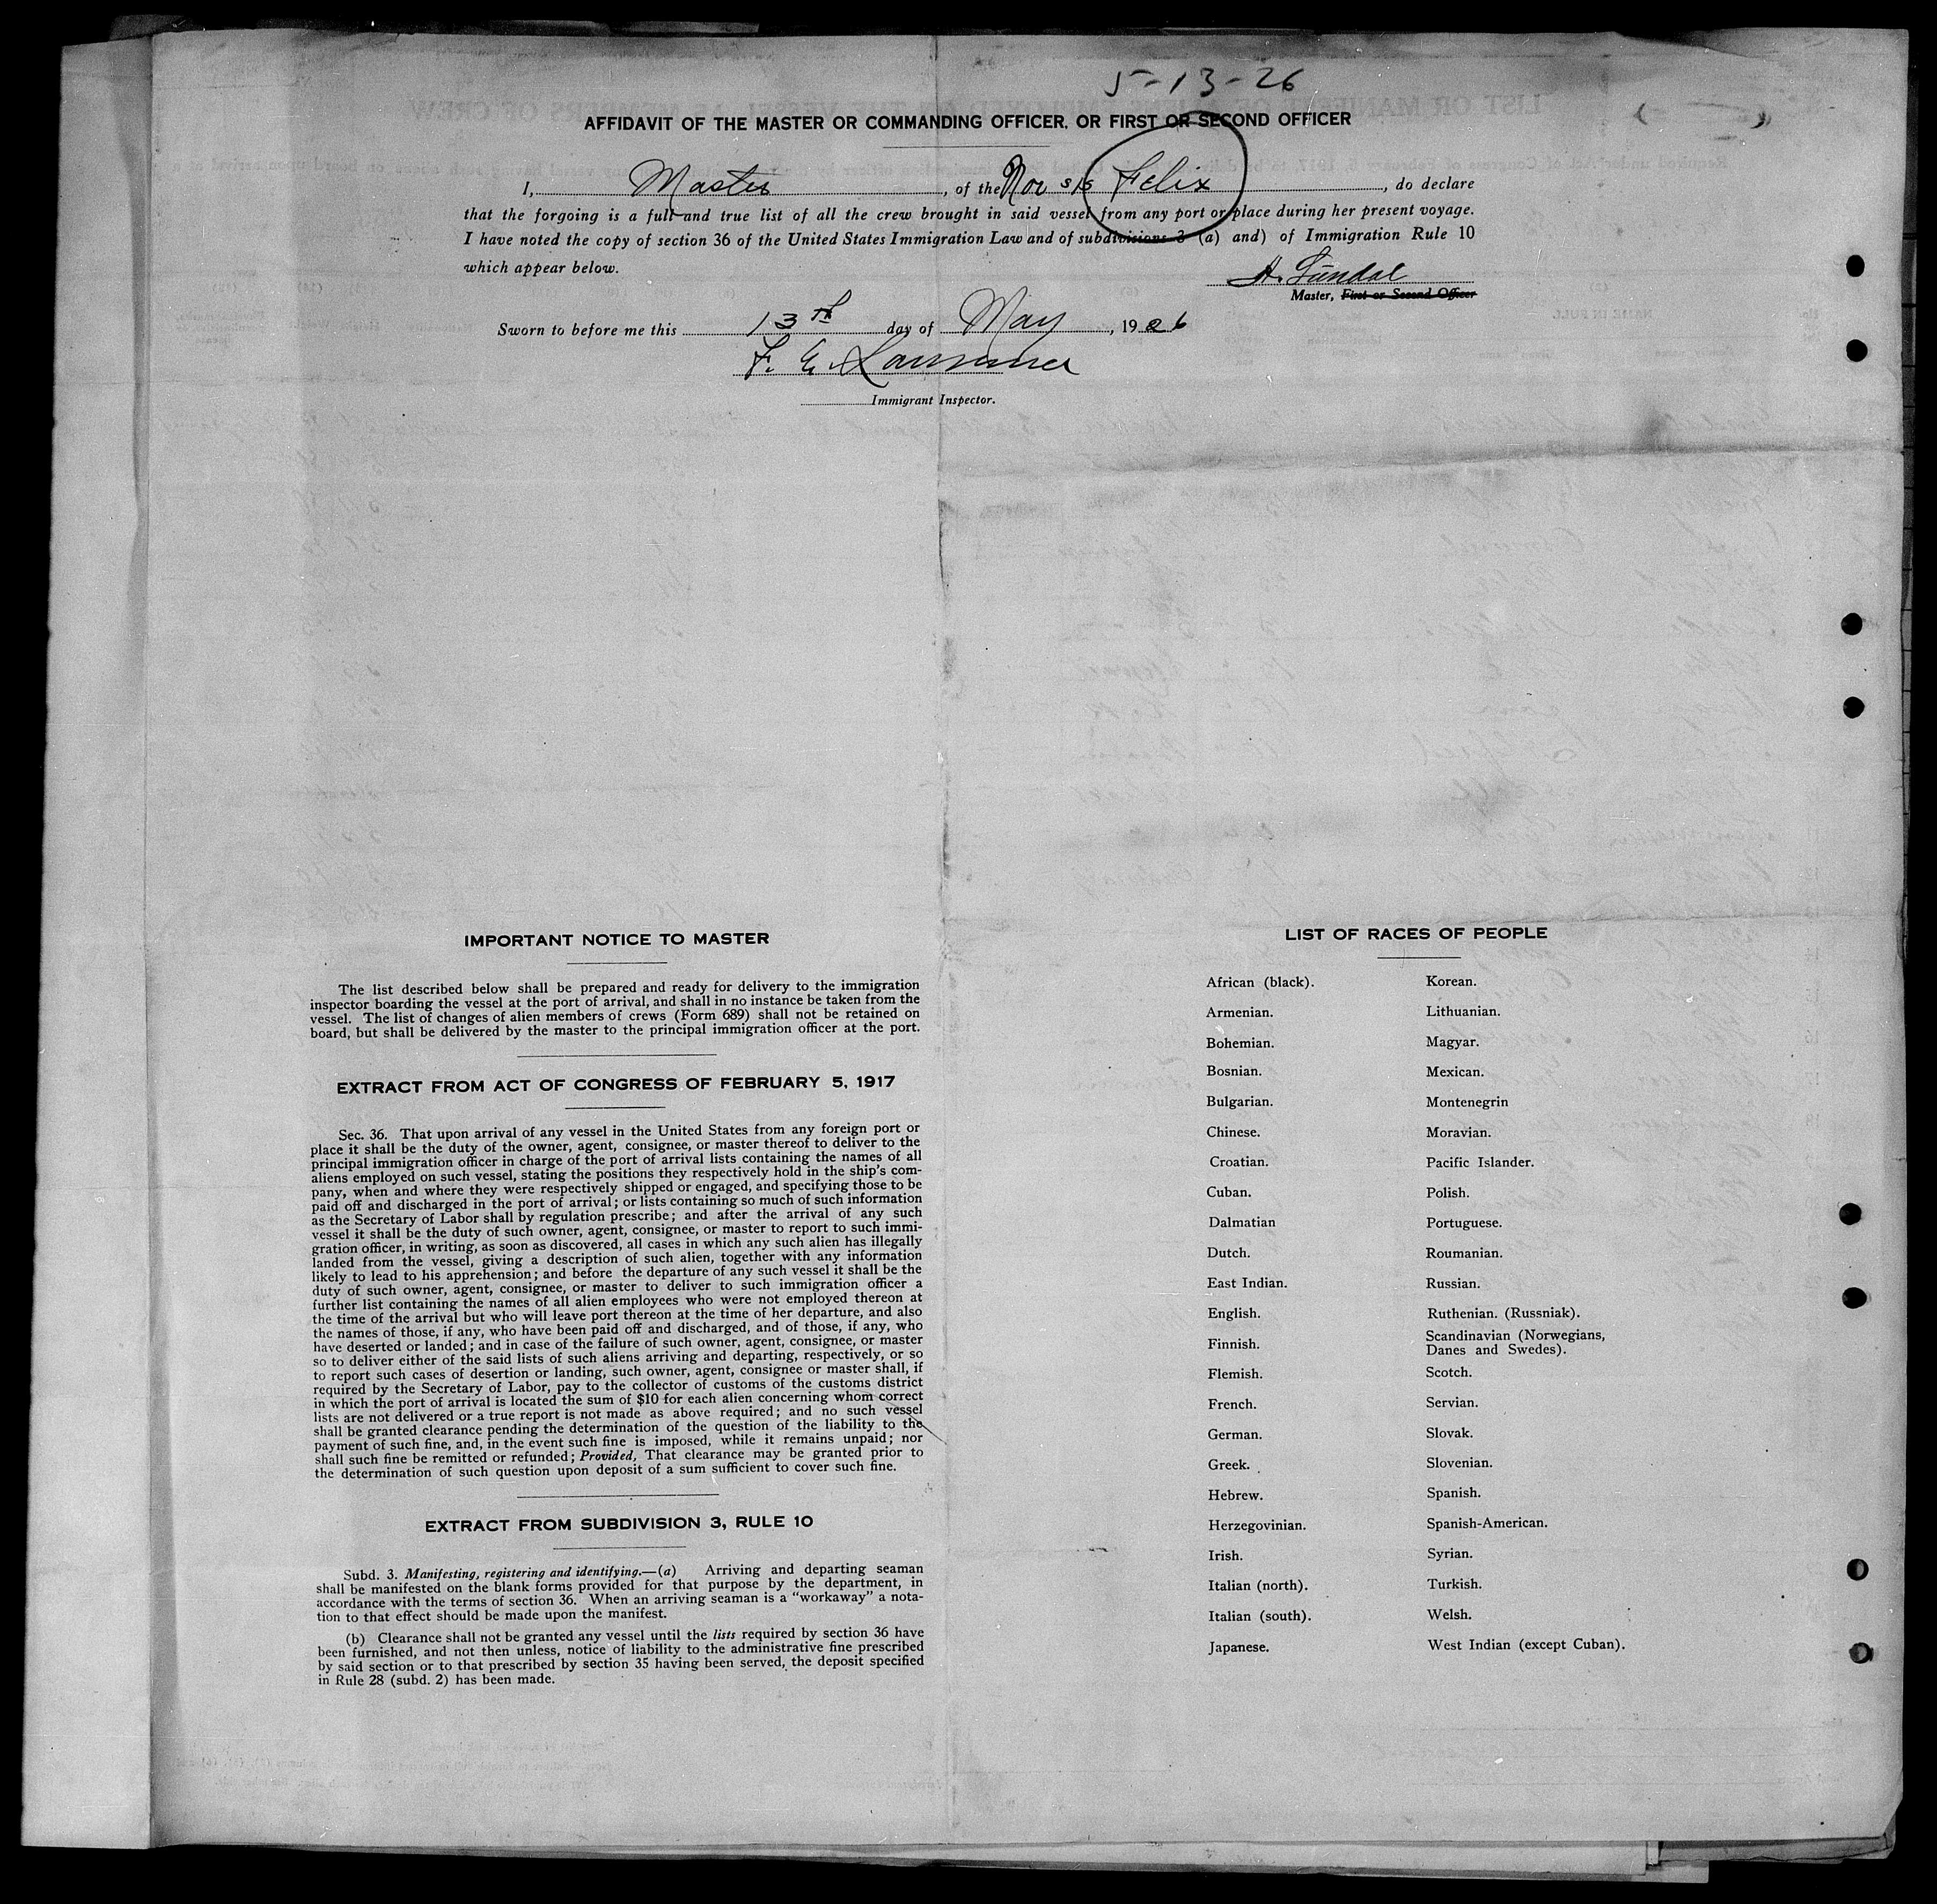 5-13-26
AFFIDAVIT OF THE MASTER OR COMMANDING OFFICER, OR FIRST OR SECOND OFFICER
I, Master, of the Nor s/s Felix, do declare
that the forgoing is a full and true list of all the crew brought in said vessel from any port or place during her present voyage.
I have noted the copy of section 36 of the United States Immigration Law and of subdivisions 3 (a) and) of Immigration Rule 10
which appear below.
H. Sundal
Master, First or Second Officer
Sworn to before me this 13th day of May, 1926
F. E.
Immigrant Inspector.
IMPORTANT NOTICE TO MASTER
The list described below shall be prepared and ready for delivery to the immigration
inspector boarding the vessel at the port of arrival, and shall in no instance be taken from the
vessel. The list of changes of alien members of crews (Form 689) shall not be retained on
board, but shall be delivered by the master to the principal immigration officer at the port.
EXTRACT FROM ACT OF CONGRESS OF FEBRUARY 5, 1917
Sec. 36. That upon arrival of any vessel in the United States from any foreign port or
place it shall be the duty of the owner, agent, consignee, or master thereof to deliver to the
principal immigration officer in charge of the port of arrival lists containing the names of all
aliens employed on such vessel, stating the positions they respectively hold in the ship's com-
pany, when and where they were respectively shipped or engaged, and specifying those to be
paid off and discharged in the port of arrival; or lists containing so much of such information
as the Secretary of Labor shall by regulation prescribe; and after the arrival of any such
vessel it shall be the duty of such owner, agent, consignee, or master to report to such immi-
gration officer, in writing, as soon as discovered, all cases in which any such alien has illegally
landed from the vessel, giving a description of such alien, together with any information
likely to lead to his apprehension; and before the departure of any such vessel it shall be the
duty of such owner, agent, consignee, or master to deliver to such immigration officer a
further list containing the names of all alien employees who were not employed thereon at
the time of the arrival but who will leave port thereon at the time of her departure, and also
the names of those, if any, who have been paid off and discharged, and of those, if any, who
have deserted or landed; and in case of the failure of such owner, agent, consignee, or master
so to deliver either of the said lists of such aliens arriving and departing, respectively, or so
to report such cases of desertion or landing, such owner, agent, consignee or master shall, if
required by the Secretary of Labor, pay to the collector of customs of the customs district
in which the port of arrival is located the sum of $10 for each alien concerning whom correct
lists are not delivered or a true report is not made as above required; and no such vessel
shall be granted clearance pending the determination of the question of the liability to the
payment of such fine, and, in the event such fine is imposed, while it remains unpaid; nor
shall such fine be remitted or refunded; Provided, That clearance may be granted prior to
the determination of such question upon deposit of a sum sufficient to cover such fine.
EXTRACT FROM SUBDIVISION 3, RULE 10
Subd. 3. Manifesting, registering and identifying.—(a) Arriving and departing seaman
shall be manifested on the blank forms provided for that purpose by the department, in
accordance with the terms of section 36. When an arriving seaman is a "workaway" a nota-
tion to that effect should be made upon the manifest.
(b) Clearance shall not be granted any vessel until the lists required by section 36 have
been furnished, and not then unless, notice of liability to the administrative fine prescribed
by said section or to that prescribed by section 35 having been served, the deposit specified
in Rule 28 (subd. 2) has been made.
LIST OF RACES OF PEOPLE
African (black).
Armenian.
Bohemian.
Bosnian.
Bulgarian.
Chinese.
Croatian.
Cuban.
Dalmatian
Dutch.
East Indian.
English.
Finnish.
Flemish.
French.
German.
Greek.
Hebrew.
Herzegovinian.
Irish.
Italian (north).
Italian (south).
Japanese.
Korean.
Lithuanian.
Magyar.
Mexican.
Montenegrin
Moravian.
Pacific Islander.
Polish.
Portuguese.
Roumanian.
Russian.
Ruthenian. (Russniak).
Scandinavian (Norwegians,
Danes and Swedes).
Scotch.
Servian.
Slovak.
Slovenian.
Spanish.
Spanish-American.
Syrian.
Turkish.
Welsh.
West Indian (except Cuban).